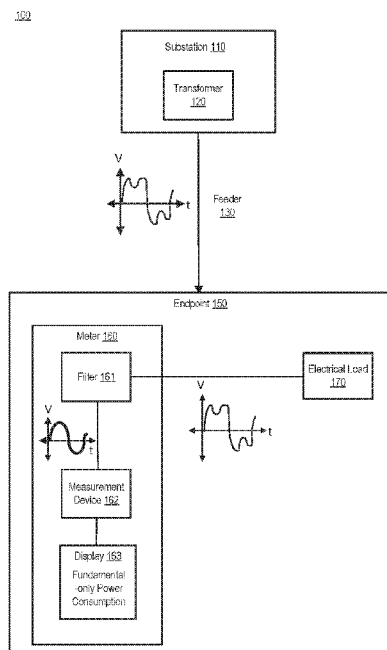 100
Substation 110
Transformer
120
V
t
Feeder
130
Endpoint 150
Meter 160
Filter 161
Electrical Load
170
V
t
V
t
Measurement
Device 162
Display 163
Fundamental
-only Power
Consumption